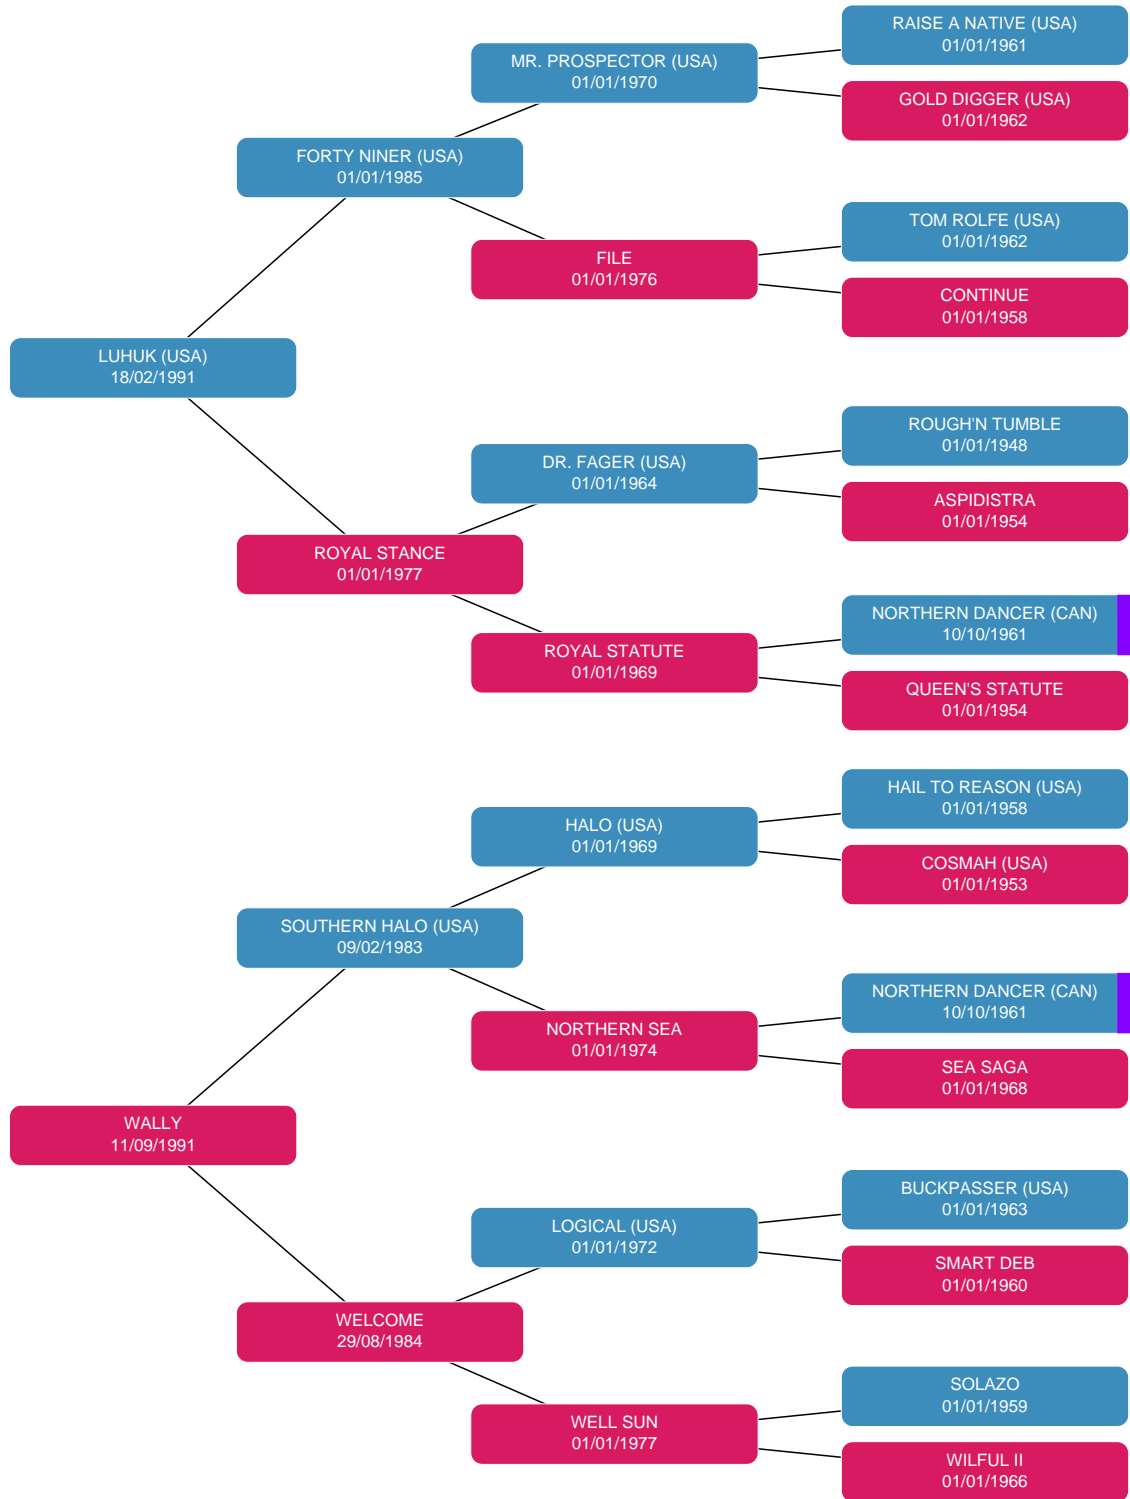 RAISE A NATIVE (USA)
01/01/1961
MR. PROSPECTOR (USA)
01/01/1970
GOLD DIGGER (USA)
01/01/1962
FORTY NINER (USA)
01/01/1985
TOM ROLFE (USA)
01/01/1962
FILE
01/01/1976
CONTINUE
01/01/1958
LUHUK (USA)
18/02/1991
ROUGH'N TUMBLE
01/01/1948
DR. FAGER (USA)
01/01/1964
ASPIDISTRA
01/01/1954
ROYAL STANCE
01/01/1977
NORTHERN DANCER (CAN)
10/10/1961
ROYAL STATUTE
01/01/1969
QUEEN'S STATUTE
01/01/1954
HAIL TO REASON (USA)
01/01/1958
HALO (USA)
01/01/1969
COSMAH (USA)
01/01/1953
SOUTHERN HALO (USA)
09/02/1983
NORTHERN DANCER (CAN)
10/10/1961
NORTHERN SEA
01/01/1974
SEA SAGA
01/01/1968
WALLY
11/09/1991
BUCKPASSER (USA)
01/01/1963
LOGICAL (USA)
01/01/1972
SMART DEB
01/01/1960
WELCOME
29/08/1984
SOLAZO
01/01/1959
WELL SUN
01/01/1977
WILFUL II
01/01/1966